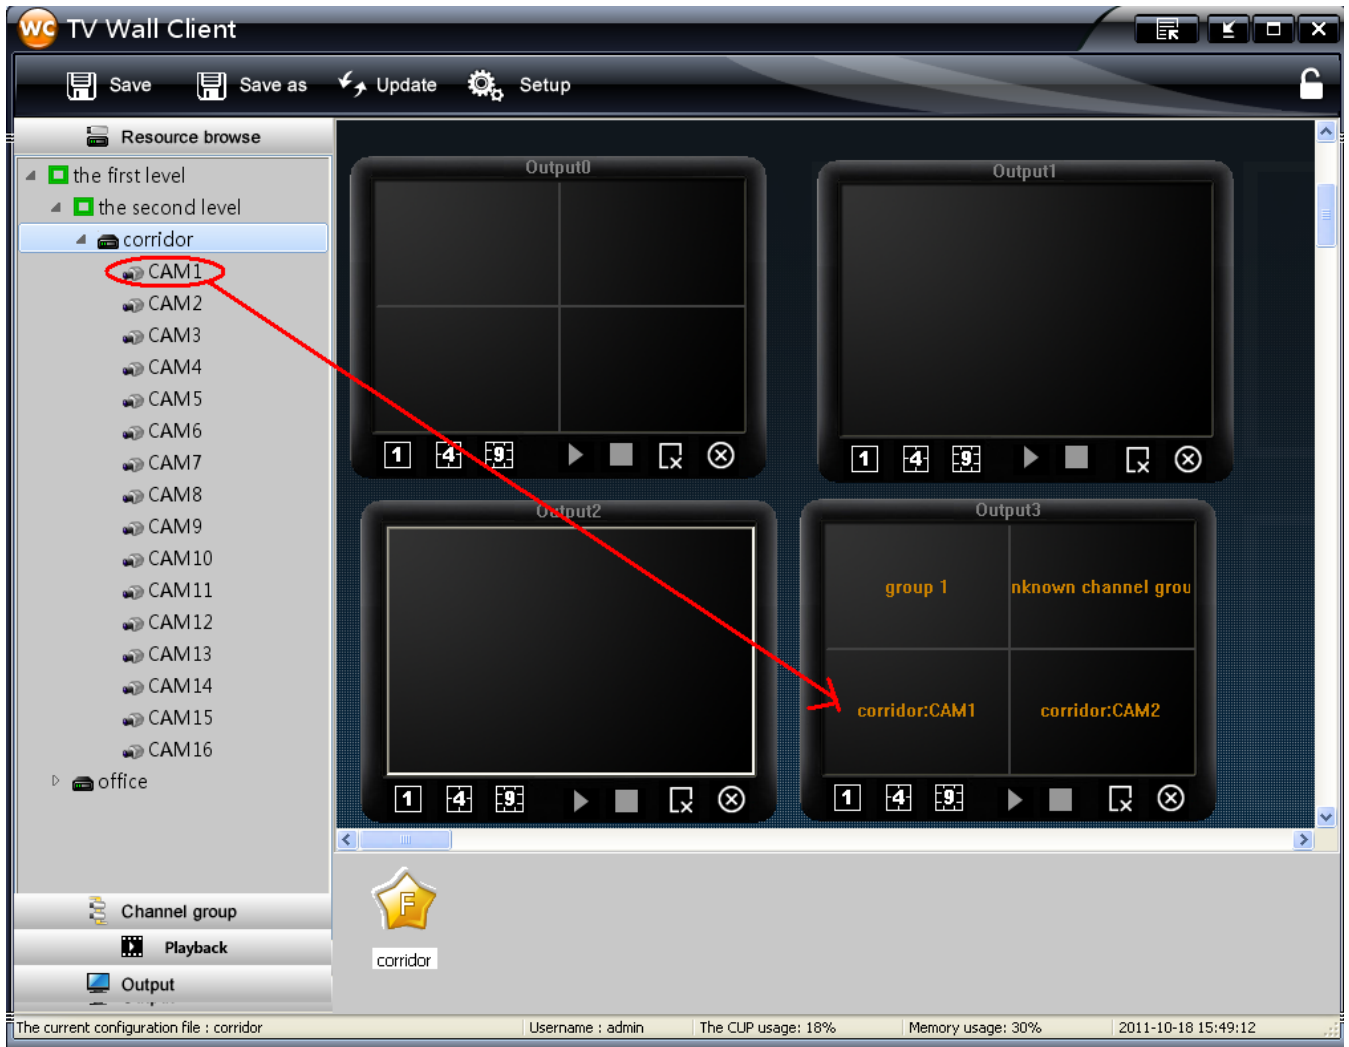 WC TV Wall Client
Save Save as Update Setup
Resource browse
the first level
the second level
corridor
CAM1
CAM2
CAM3
CAM4
CAM5
CAM6
CAM7
CAM8
CAM9
CAM10
CAM11
CAM12
CAM13
CAM14
CAM15
CAM16
office
Channel group
Playback
Output
Output0
1 4 9
Output1
1 4 9
Output2
1 4 9
Output3
group 1 nknown channel grou
corridor:CAM1 corridor:CAM2
1 4 9
F
corridor
The current configuration file : corridor Username : admin The CUP usage: 18% Memory usage: 30% 2011-10-18 15:49:12